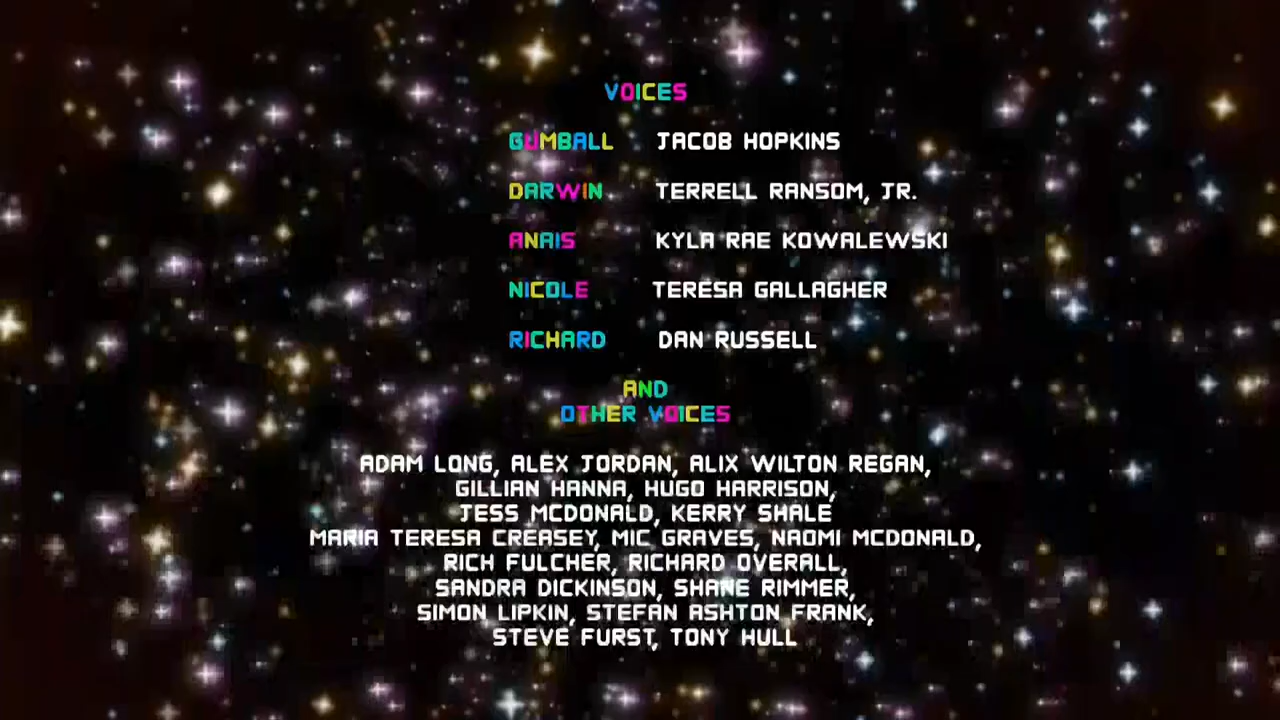 VOICES
GUMBALL JACOB HOPKINS
DARWIN TERRELL RANSOM, JR.
ANAIS KYLA RAE KOWALEWSKI
NICOLE TERESA GALLAGHER
RICHARD DAN RUSSELL
AND
OTHER VOICES
ADAM LONG, ALEX JORDAN, ALIX WILTON REGAN,
GILLIAN HANNA, HUGO HARRISON,
JESS MCDONALD, KERRY SHALE
MARIA TERESA CREASEY, MIC GRAVES, NAOMI MCDONALD,
RICH FULCHER, RICHARD OVERALL,
SANDRA DICKINSON, SHANE RIMMER,
SIMON LIPKIN, STEFAN ASHTON FRANK,
STEVE FURST, TONY HULL